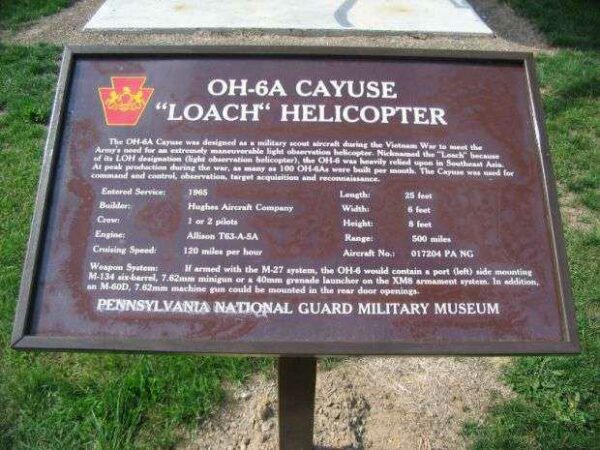 OH-6A CAYUSE
"LOACH" HELICOPTER
The OH-6A Cayuse was designed as a military scout aircraft during the Vietnam War to meet the
Army's need for an extremely maneuverable light observation helicopter. Nicknamed the "Loach" because
of its LOH designation (light observation helicopter), the OH-6 was heavily relied upon in Southeast Asia.
At peak production during the war, as many as 100 OH-6As were built per month. The Cayuse was used for
command and control, observation, target acquisition and reconnaissance.
Entered Service: 1965 Length: 25 feet
Builder: Hughes Aircraft Company Width: 6 feet
Crew: 1 or 2 pilots Height: 8 feet
Engine: Allison T63-A-5A Range: 500 miles
Cruising Speed: 120 miles per hour Aircraft No.: 017204 PA NG
Weapon System: If armed with the M-27 system, the OH-6 would contain a port (left) side mounting
M-134 six-barrel, 7.62mm minigun or a 40mm grenade launcher on the XM8 armament system. In addition,
an M-60D, 7.62mm machine gun could be mounted in the rear door openings.
PENNSYLVANIA NATIONAL GUARD MILITARY MUSEUM